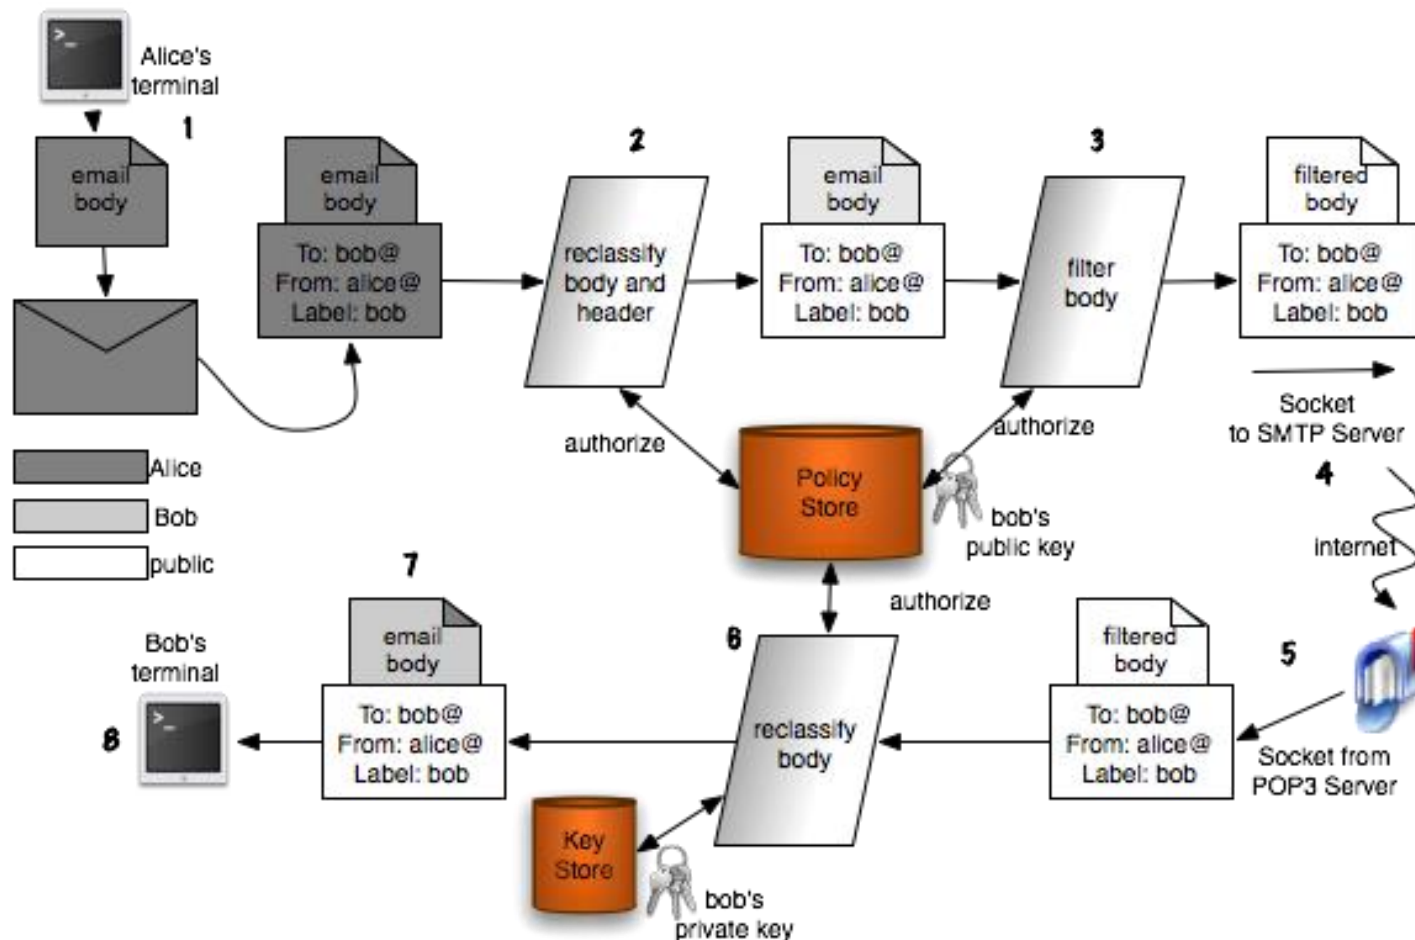 >_
Alice's
terminal
1
email
body
email
body
To: bob@
From: alice@
Label: bob
2
reclassify
body and
header
email
body
To: bob@
From: alice@
Label: bob
3
filter
body
filtered
body
To: bob@
From: alice@
Label: bob
Socket
to SMTP Server
4
internet
authorize
authorize
Policy
Store
bob's
public key
Alice
Bob
public
authorize
5
Socket from
POP3 Server
filtered
body
To: bob@
From: alice@
Label: bob
6
reclassify
body
Key
Store
bob's
private key
7
email
body
To: bob@
From: alice@
Label: bob
Bob's
terminal
8
>_